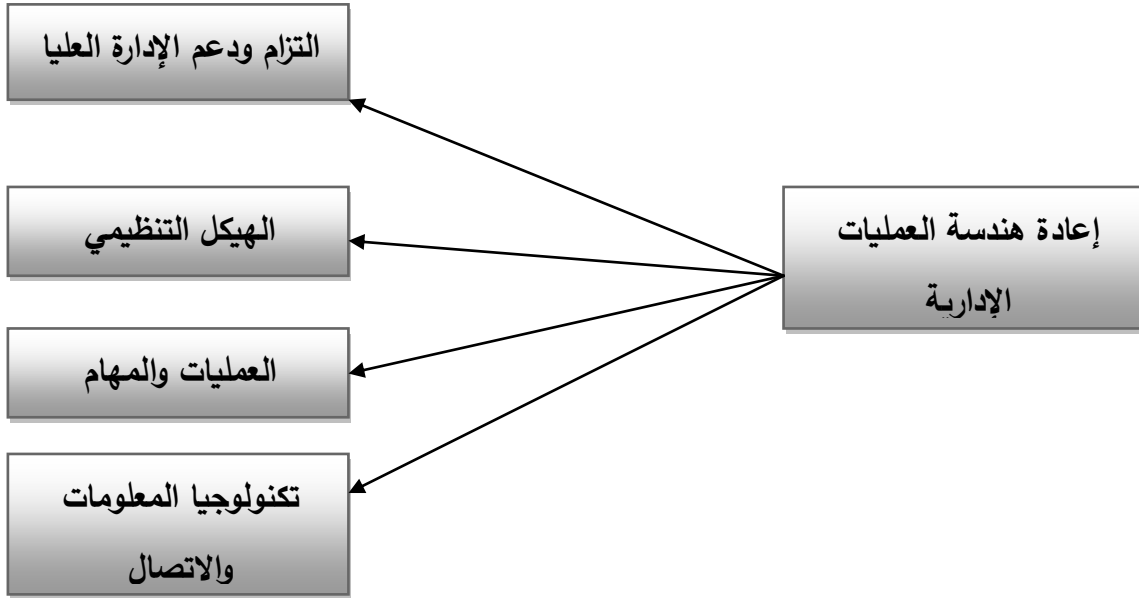 التزام ودعم الإدارة العليا
إعادة هندسة العمليات
الإدارية
الهيكل التنظيمي
العمليات والمهام
تكنولوجيا المعلومات
والاتصال